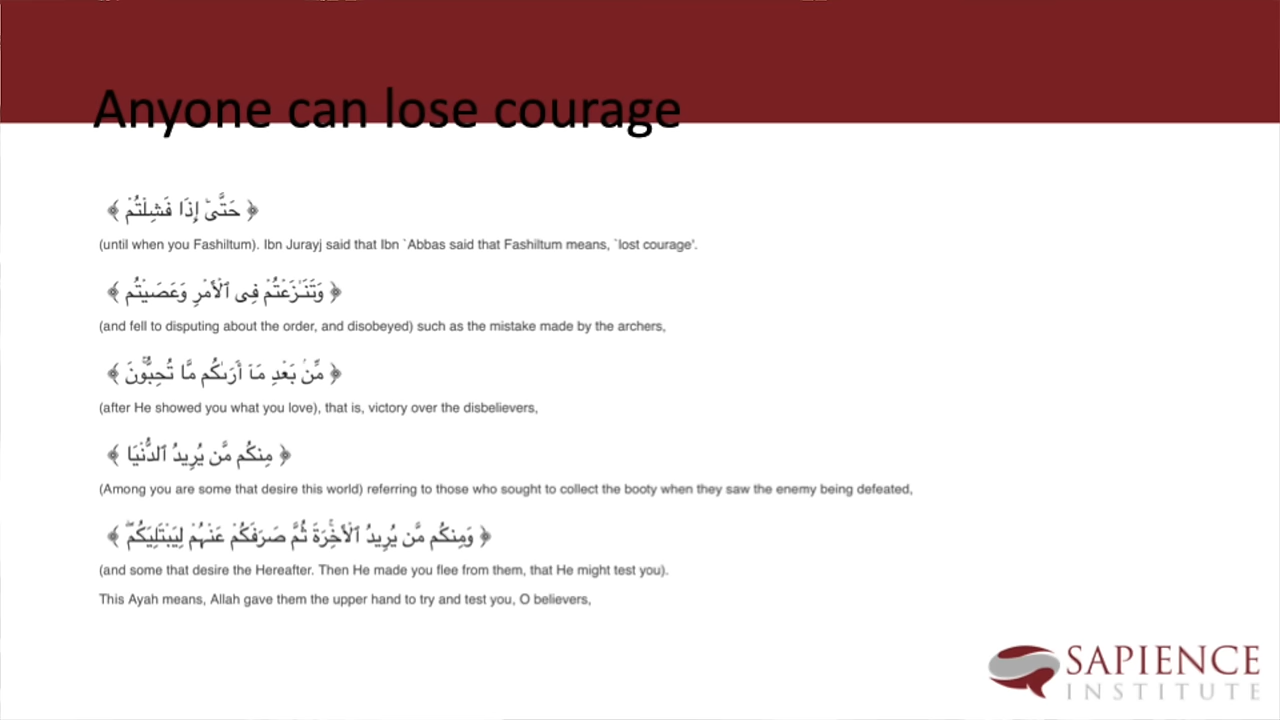 Anyone can lose courage
﴿ حَتَّىٰٓ إِذَا فَشِلْتُمْ ﴾
(until when you Fashiltum). Ibn Jurayj said that Ibn `Abbas said that Fashiltum means, `lost courage'.
﴿ وَتَنَـٰزَعْتُمْ فِى ٱلْأَمْرِ وَعَصَيْتُم ﴾
(and fell to disputing about the order, and disobeyed) such as the mistake made by the archers,
﴿ مِّنۢ بَعْدِ مَآ أَرَىٰكُم مَّا تُحِبُّونَ ۚ ﴾
(after He showed you what you love), that is, victory over the disbelievers,
﴿ مِنكُم مَّن يُرِيدُ ٱلدُّنْيَا ﴾
(Among you are some that desire this world) referring to those who sought to collect the booty when they saw the enemy being defeated,
﴿ وَمِنكُم مَّن يُرِيدُ ٱلْـَٔاخِرَةَ ۚ ثُمَّ صَرَفَكُمْ عَنْهُمْ لِيَبْتَلِيَكُمْ ۖ ﴾
(and some that desire the Hereafter. Then He made you flee from them, that He might test you).
This Ayah means, Allah gave them the upper hand to try and test you, O believers,
SAPIENCE
INSTITUTE